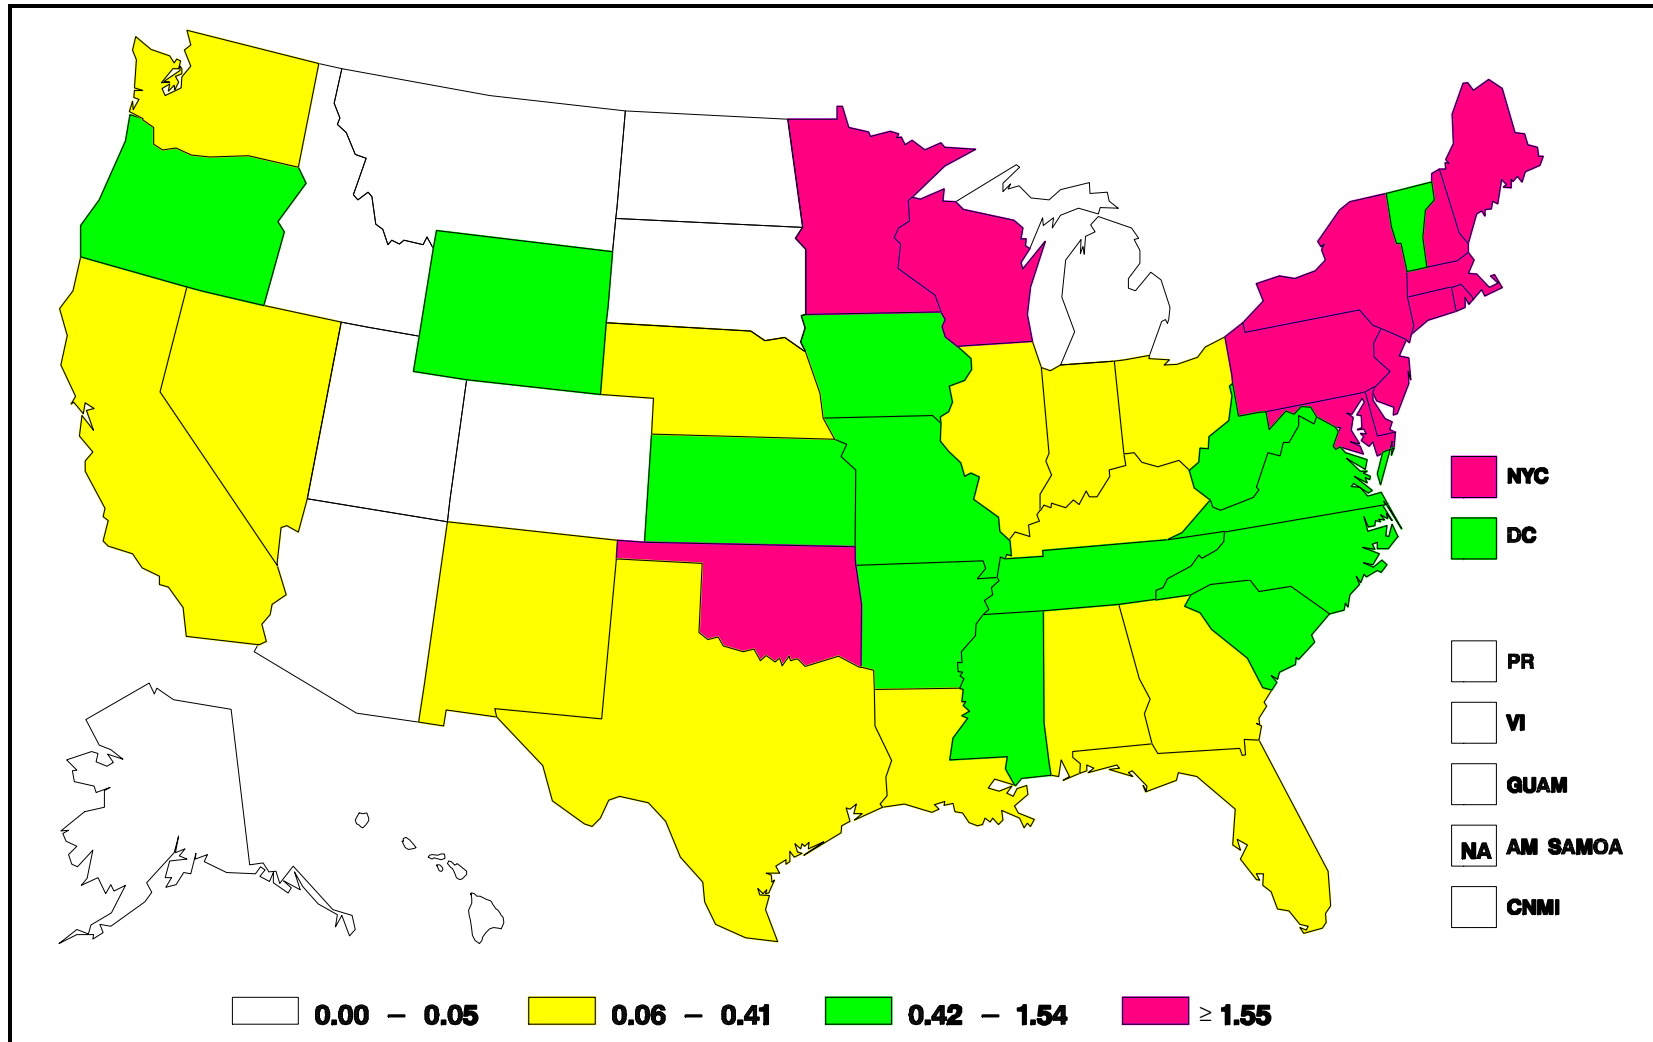 NYC
DC
PR
VI
GUAM
NA AM SAMOA
CNMI
0.00 – 0.05 0.06 – 0.41 0.42 – 1.54 ≥ 1.55